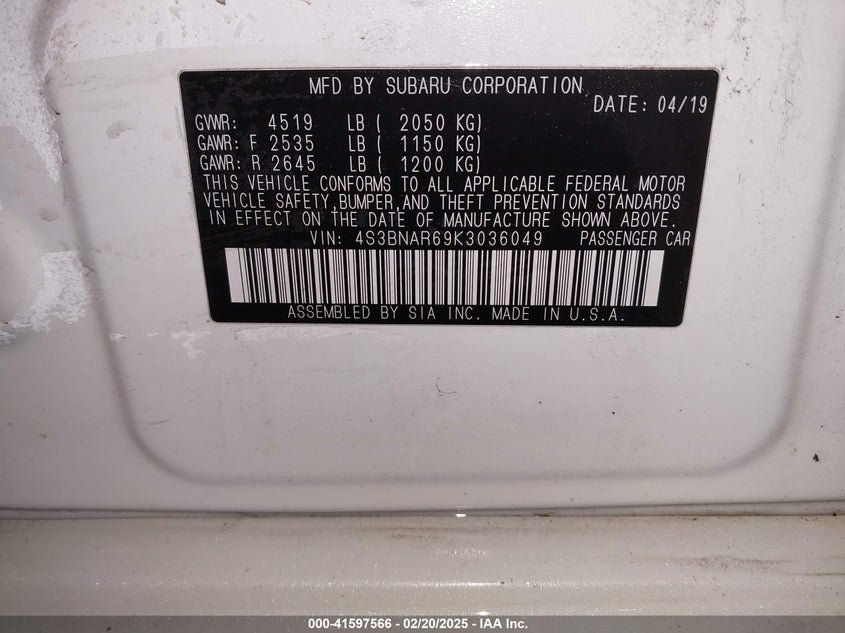 MFD BY SUBARU CORPORATION
DATE: 04/19
GVWR: 4519 LB ( 2050 KG)
GAWR: F 2535 LB ( 1150 KG)
GAWR: R 2645 LB ( 1200 KG)
THIS VEHICLE CONFORMS TO ALL APPLICABLE FEDERAL MOTOR
VEHICLE SAFETY, BUMPER, AND THEFT PREVENTION STANDARDS
IN EFFECT ON THE DATE OF MANUFACTURE SHOWN ABOVE.
VIN: 4S3BNAR69K3036049 PASSENGER CAR
ASSEMBLED BY SIA INC. MADE IN U.S.A.
000-41597566 - 02/20/2025 - IAA Inc.